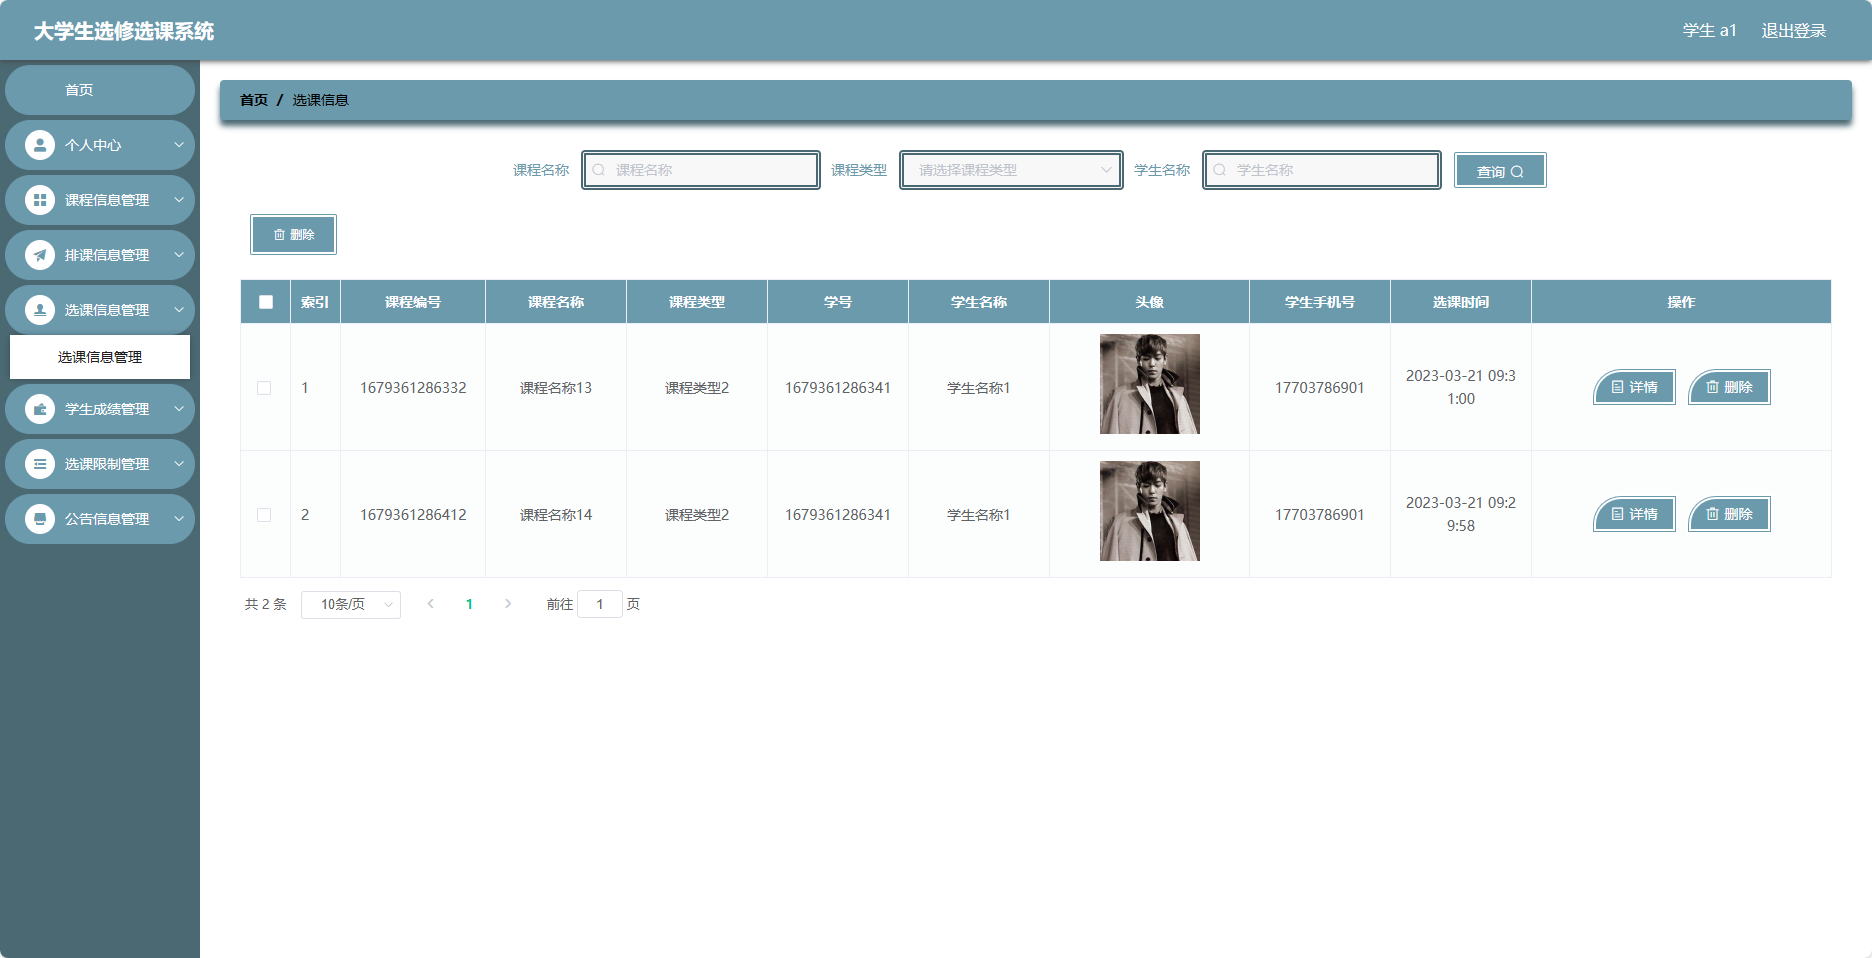 大学生选修选课系统
学生 a1 退出登录
首页
个人中心
课程信息管理
排课信息管理
选课信息管理
选课信息管理
学生成绩管理
选课限制管理
公告信息管理
首页 / 选课信息
课程名称 课程名称 课程类型 请选择课程类型 学生名称 学生名称 查询
删除
索引 课程编号 课程名称 课程类型 学号 学生名称 头像 学生手机号 选课时间 操作
1 1679361286332 课程名称13 课程类型2 1679361286341 学生名称1 17703786901 2023-03-21 09:3
1:00 详情 删除
2 1679361286412 课程名称14 课程类型2 1679361286341 学生名称1 17703786901 2023-03-21 09:2
9:58 详情 删除
共 2 条 10条/页 1 前往 1 页